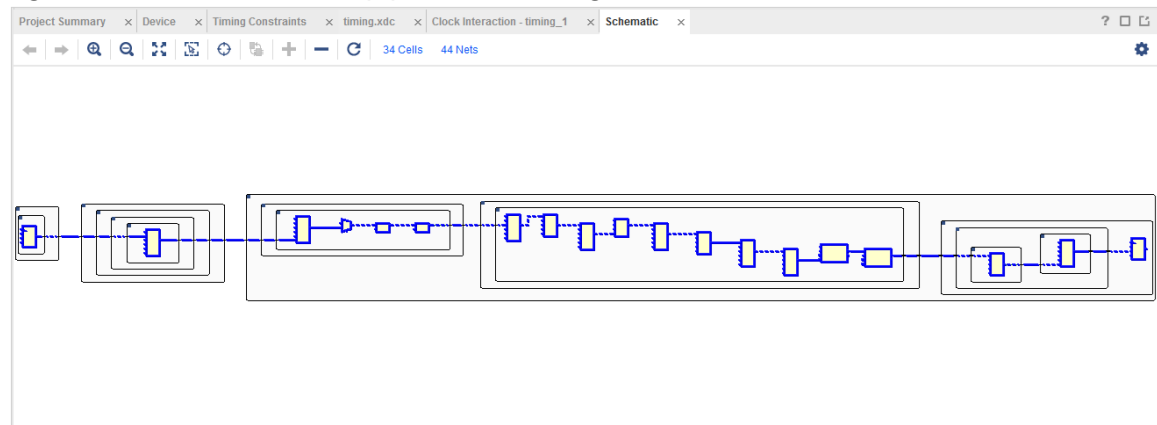 Project Summary × Device × Timing Constraints × timing.xdc × Clock Interaction - timing_1 × Schematic × ?
34 Cells 44 Nets